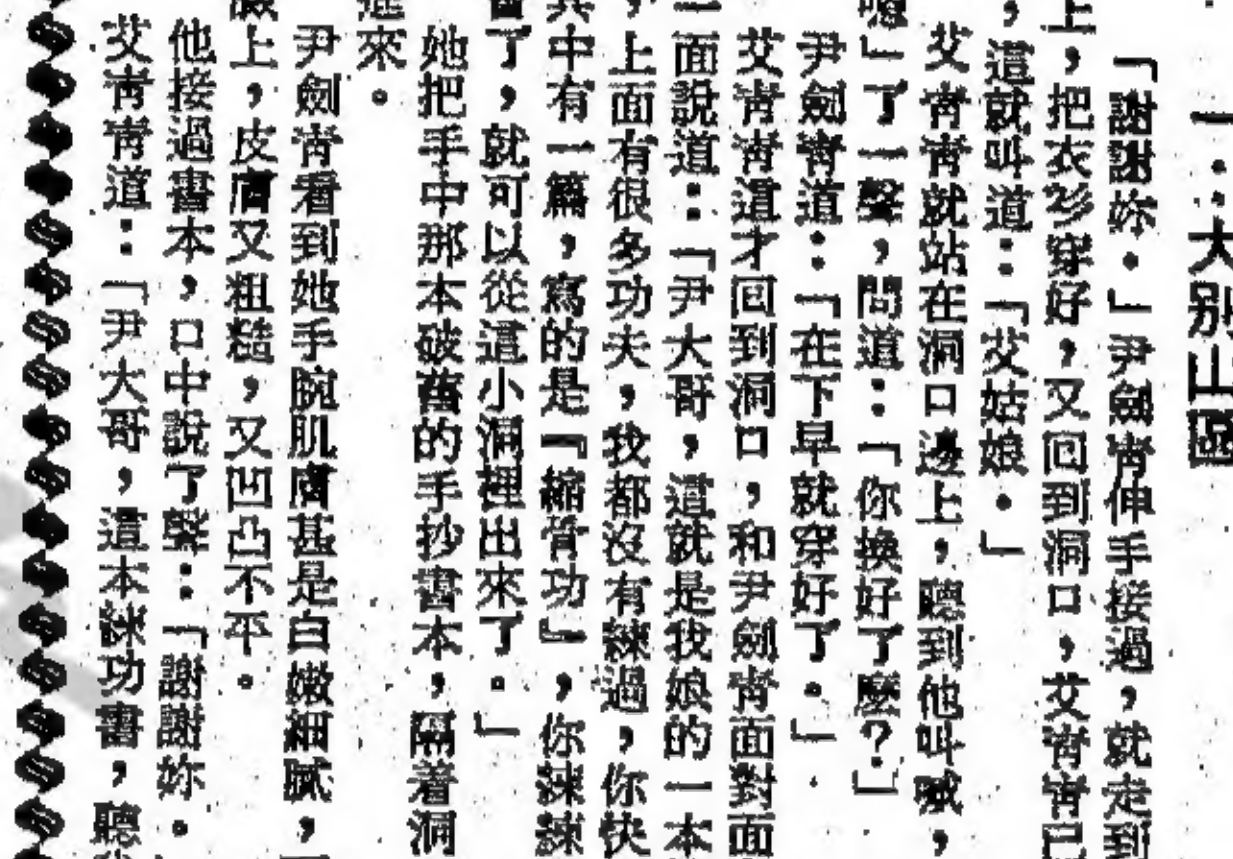 一：大別山區
「謝謝妳。」尹劍青伸手接過，就走到
上，把衣衫穿好，又回到洞口，艾青青已
，這就叫道：「艾姑娘。」
艾青青就站在洞口邊上，聽到他叫喊，
噫」了一聲，問道：「你換好了麼？」
尹劍青道：「在下早就穿好了。」
艾青青這才回到洞口，和尹劍青面對面
一面說道：「尹大哥，這就是我娘的一本
，上面有很多功夫，我都沒有練過，你快
其中有一篇，寫的是『縮骨功』，你練練
會了，就可以從這小洞裡出來了。」
她把手中那本破舊的手抄書本，隔着洞
進來。
尹劍青看到她手腕肌膚甚是白嫩細膩，
臉上，皮膚又粗糙，又凹凸不平。
他接過書本，口中說了聲：「謝謝妳。
艾青青道：「尹大哥，這本練功書，聽我